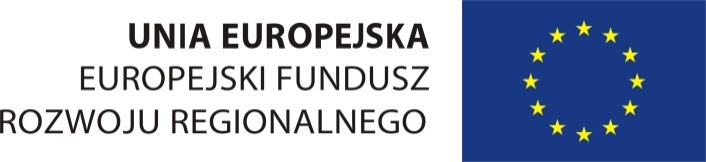 UNIA EUROPEJSKA
EUROPEJSKI FUNDUSZ
ROZWOJU REGIONALNEGO